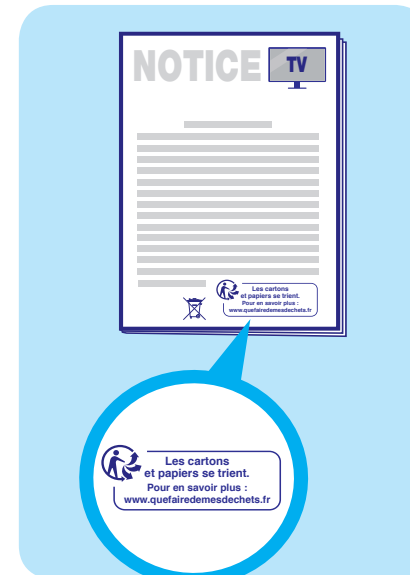 NOTICE TV
Les cartons
et papiers se trient.
Pour en savoir plus :
www.quefairedemesdechets.fr
Les cartons
et papiers se trient.
Pour en savoir plus :
www.quefairedemesdechets.fr